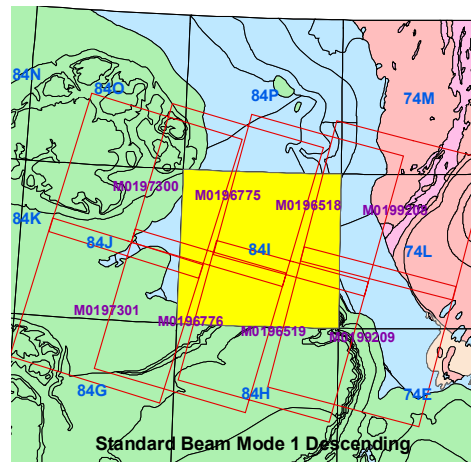 84N
84O
84P
74M
M0197300
M0196775
M0196518
M0199208
84K
84J
84I
74L
M0197301
M0196776
M0196519
M0199209
84G
84H
74E
Standard Beam Mode 1 Descending